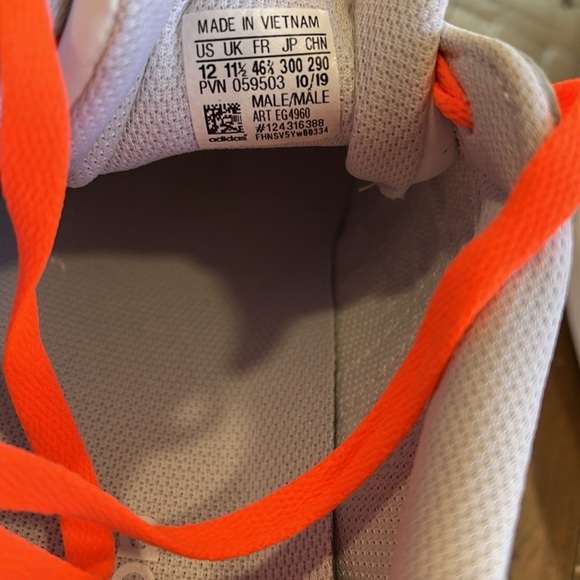 MADE IN VIETNAM
US UK FR JP CHN
12 11½ 46⅔ 300 290
PVN 059503 10/19
MALE/MÂLE
ART EG4960
#124316388
adidas FHNSV5Yw00334